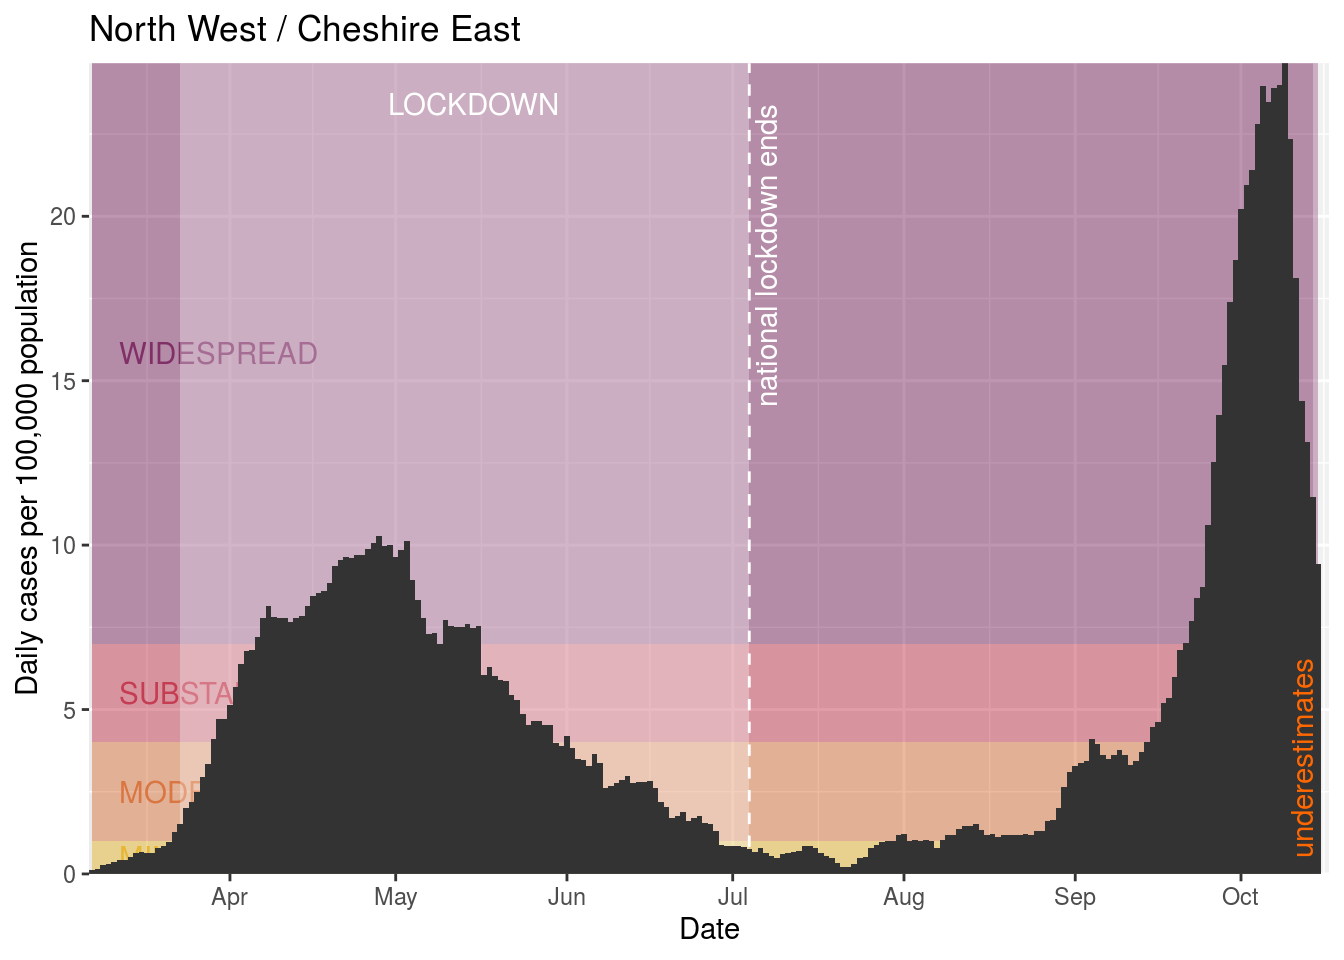 North West / Cheshire East
LOCKDOWN
national lockdown ends
WIDESPREAD
SUBSTA
MODE
underestimates
Daily cases per 100,000 population
20
15
10
5
0
Apr
May
Jun
Jul
Aug
Sep
Oct
Date